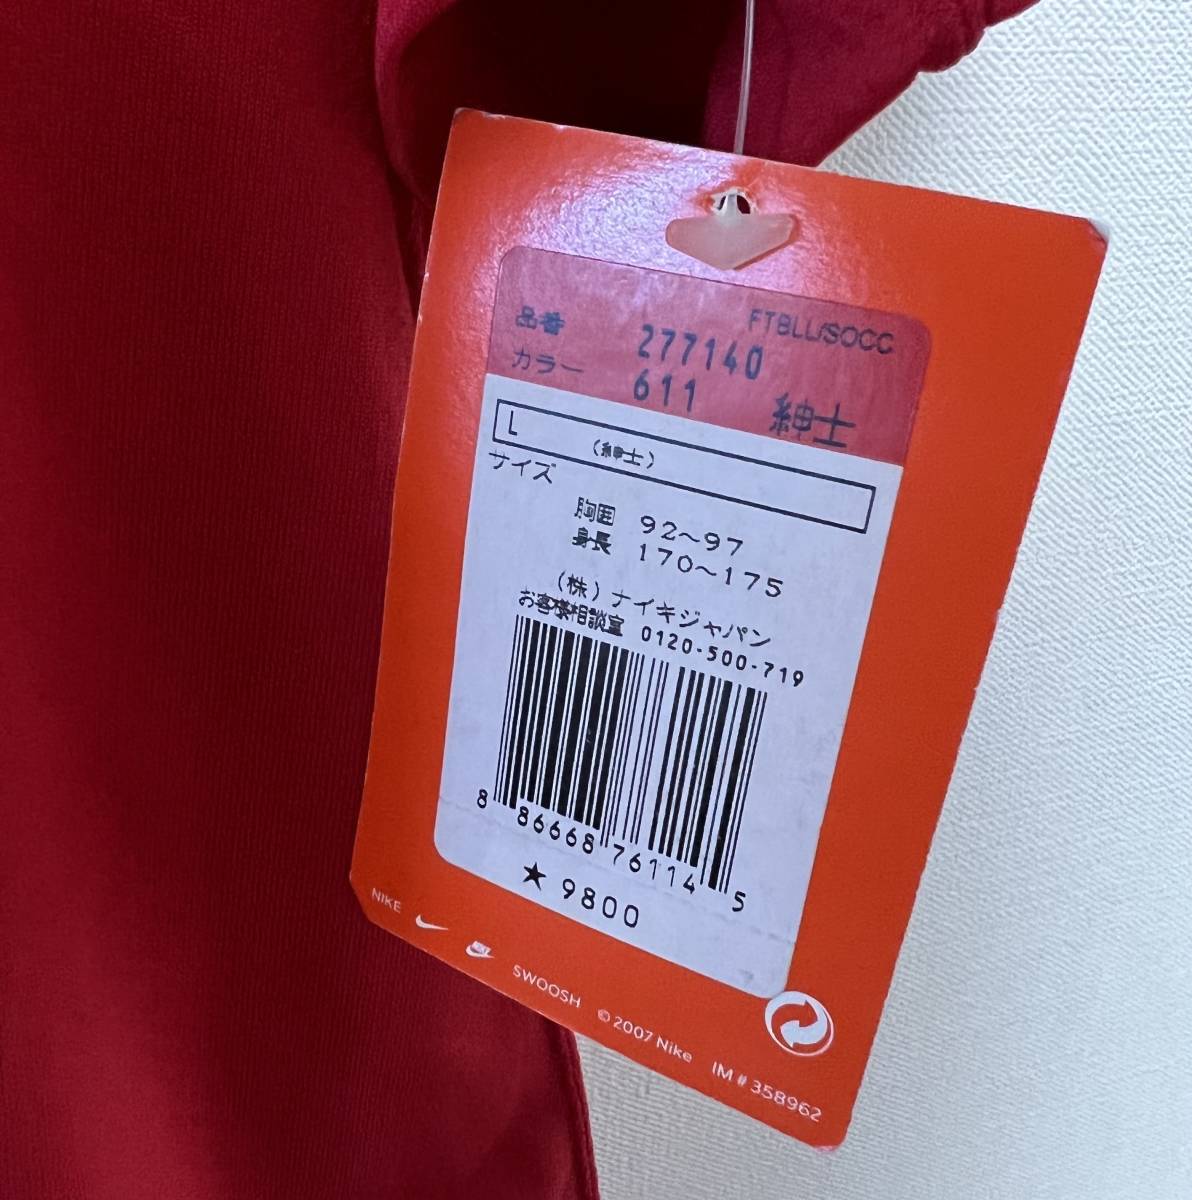 FTBLL/SOCC
品番 277140
カラー 611 紳士
L (紳士)
サイズ
胸囲 92~97
身長 170~175
(株)ナイキジャパン
お客様相談室 0120-500-719
8 86668 76114 5
★ 9800
NIKE NIKE SWOOSH ©2007 Nike IM # 358962